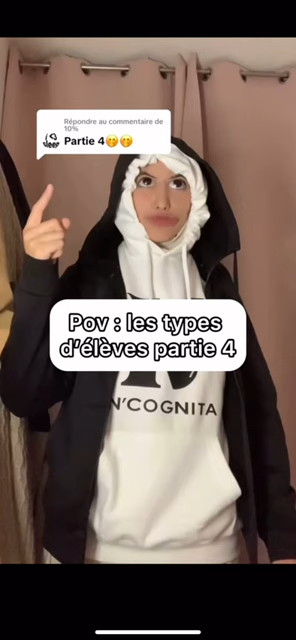 Répondre au commentaire de
10%
Partie 4🤭🤭
Pov : les types
d'élèves partie 4
N'COGNITA